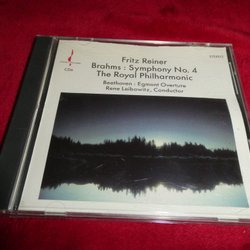 Fritz Reiner
Brahms : Symphony No. 4
The Royal Philharmonic
Beethoven - Egmont Overture
Rene Leibowitz, Conductor